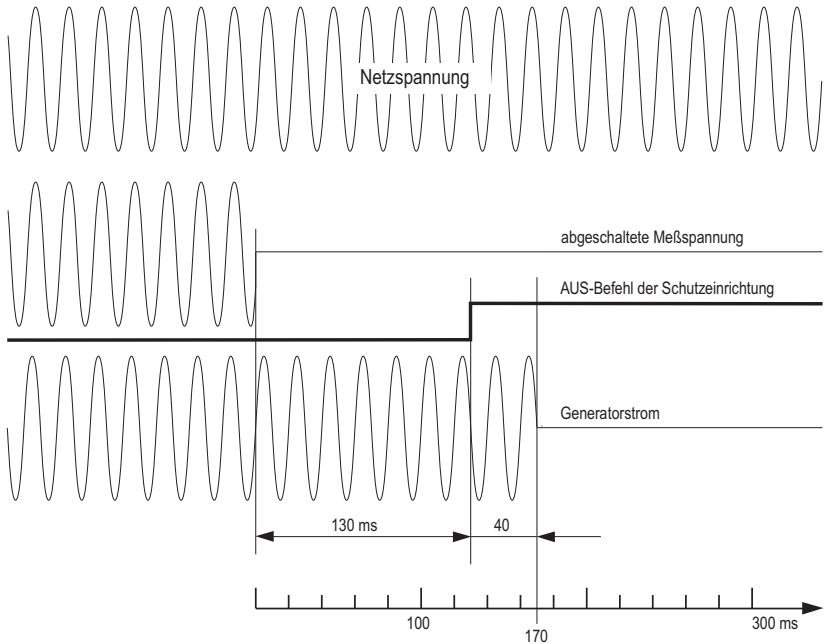 Netzspannung
abgeschaltete Meßspannung
AUS-Befehl der Schutzeinrichtung
Generatorstrom
130 ms
40
100
300 ms
170